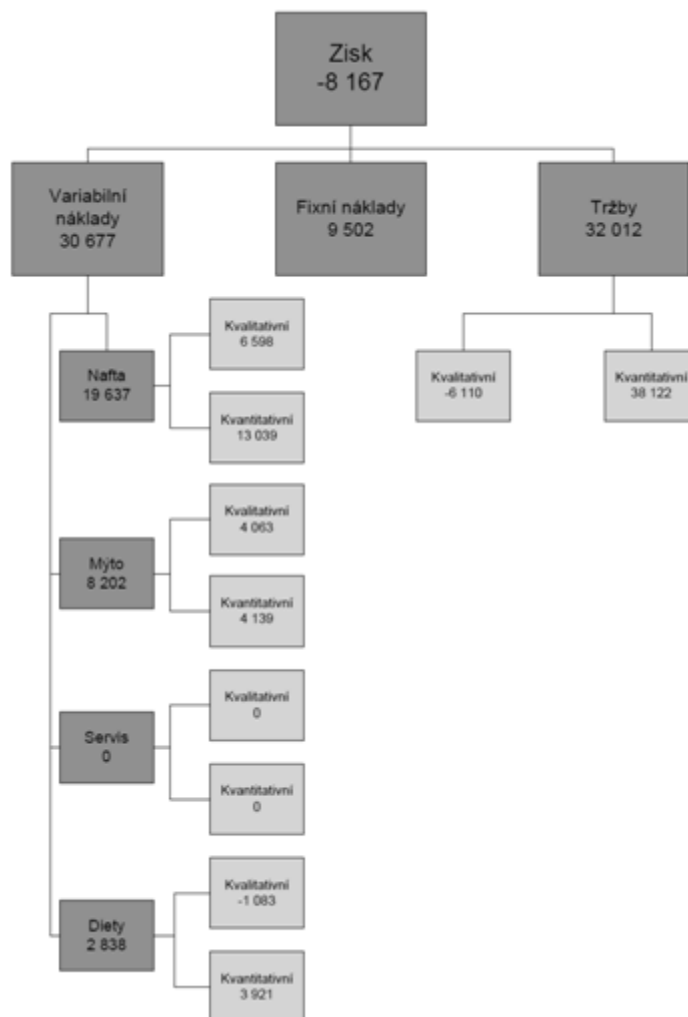 Zisk
-8 167
Variabilní
náklady
30 677
Fixní náklady
9 502
Tržby
32 012
Nafta
19 637
Kvalitativní
6 598
Kvantitativní
13 039
Kvalitativní
-6 110
Kvantitativní
38 122
Mýto
8 202
Kvalitativní
4 063
Kvantitativní
4 139
Servis
0
Kvalitativní
0
Kvantitativní
0
Diety
2 838
Kvalitativní
-1 083
Kvantitativní
3 921